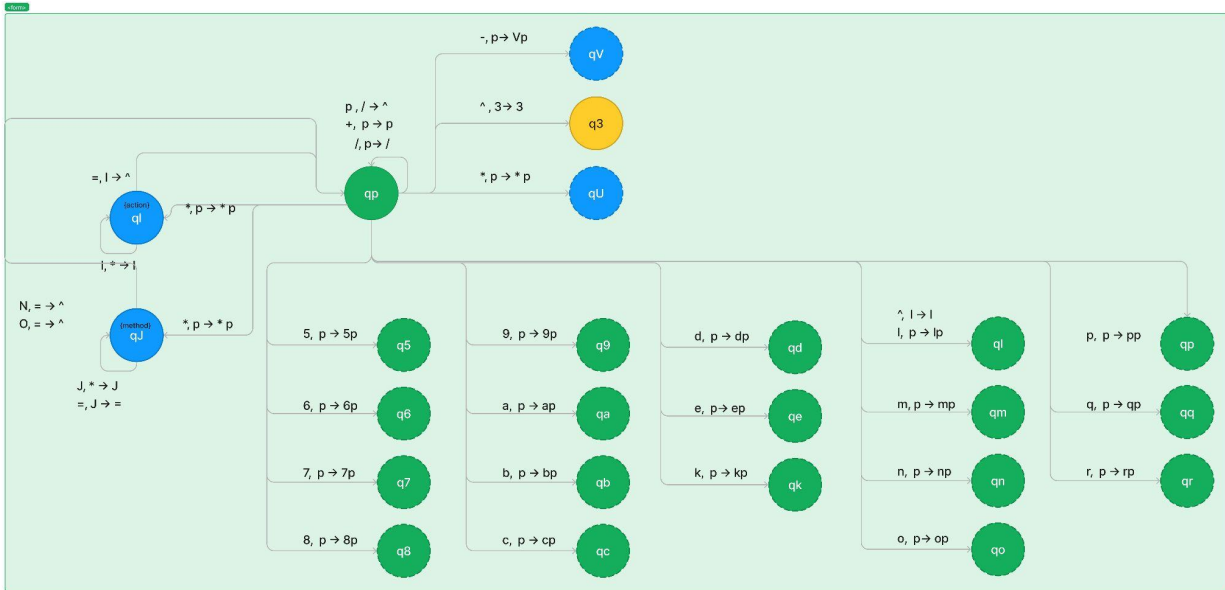 <form>
-, p→ Vp
qV
p , / → ^
+, p → p
/, p→ /
^ , 3→ 3
q3
=, I → ^
qp
*, p → * p
qU
{action}
qI
*, p → * p
I, * → I
N, = → ^
O, = → ^
{method}
qJ
*, p → * p
J, * → J
=, J → =
5, p → 5p
q5
9, p → 9p
q9
d, p → dp
qd
^, l → l
l, p → lp
ql
p, p → pp
qp
6, p → 6p
q6
a, p → ap
qa
e, p→ ep
qe
m, p → mp
qm
q, p → qp
qq
7, p → 7p
q7
b, p → bp
qb
k, p → kp
qk
n, p → np
qn
r, p → rp
qr
8, p → 8p
q8
c, p → cp
qc
o, p→ op
qo